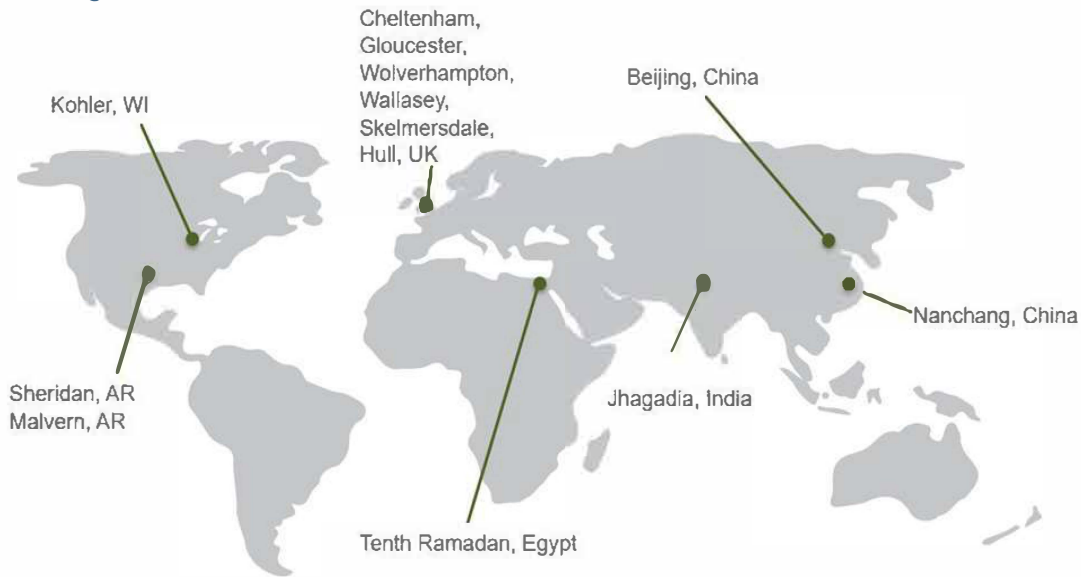 Cheltenham,
Gloucester,
Wolverhampton,
Wallasey,
Skelmersdale,
Hull, UK
Beijing, China
Kohler, WI
Nanchang, China
Sheridan, AR
Malvern, AR
Jhagadia, India
Tenth Ramadan, Egypt